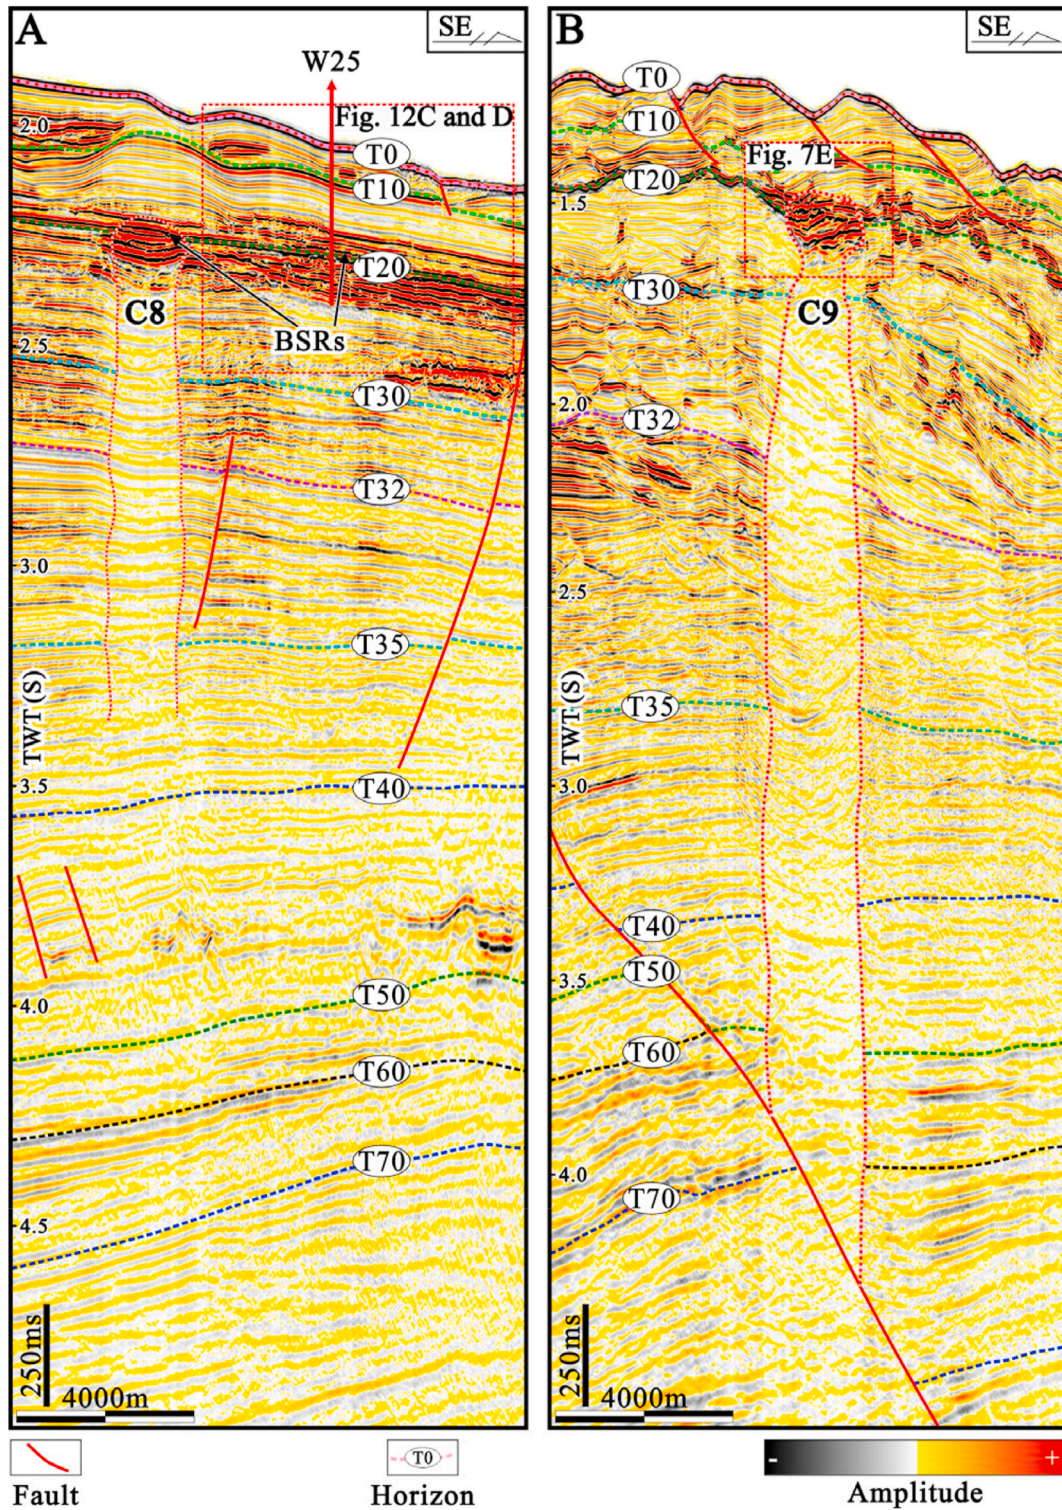 A
SE
W25
Fig. 12C and D
2.0
T0
T10
T20
C8
BSRs
2.5
T30
T32
3.0
T35
TWT (S)
3.5
T40
T50
4.0
T60
T70
4.5
250ms
4000m
B
SE
T0
T10
Fig. 7E
T20
1.5
T30
C9
2.0
T32
2.5
T35
TWT (S)
3.0
T40
T50
3.5
T60
4.0
T70
250ms
4000m
Fault
T0
Horizon
- +
Amplitude